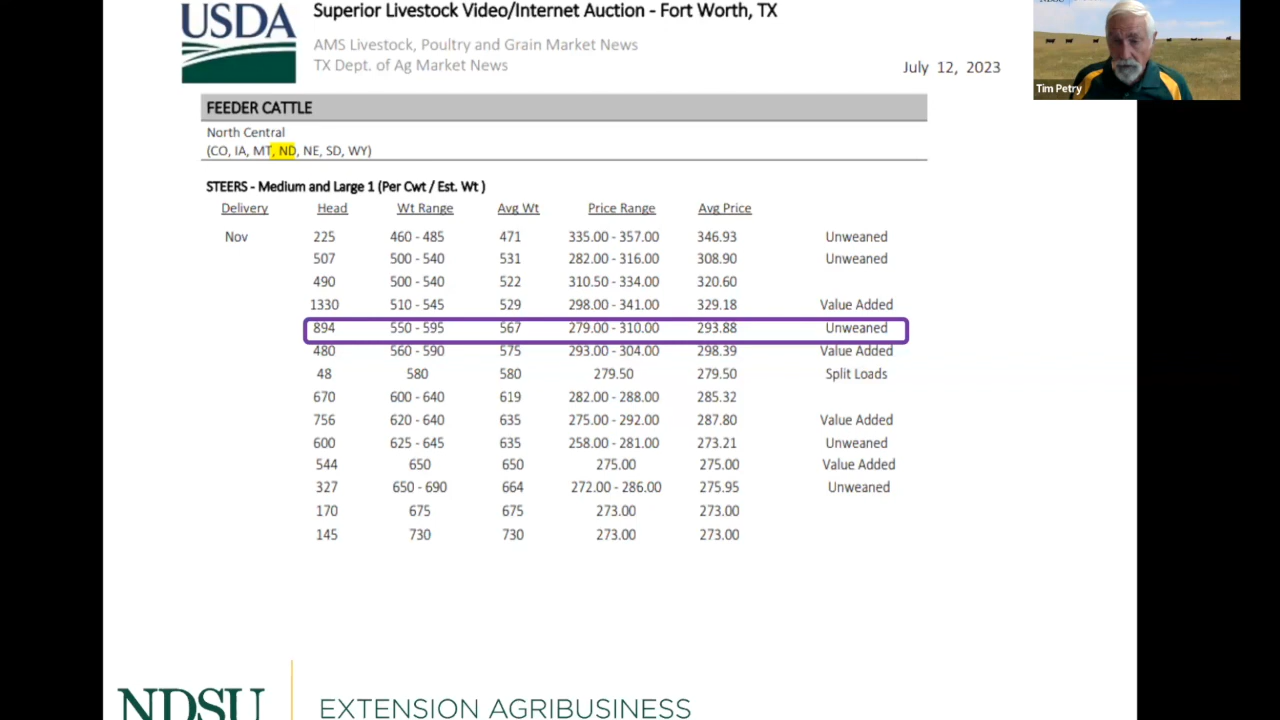 USDA
Superior Livestock Video/Internet Auction - Fort Worth, TX
AMS Livestock, Poultry and Grain Market News
TX Dept. of Ag Market News
July 12, 2023
Tim Petry
FEEDER CATTLE
North Central
(CO, IA, MT, ND, NE, SD, WY)
STEERS - Medium and Large 1 (Per Cwt / Est. Wt )
Delivery Head Wt Range Avg Wt Price Range Avg Price
Nov 225 460 - 485 471 335.00 - 357.00 346.93 Unweaned
507 500 - 540 531 282.00 - 316.00 308.90 Unweaned
490 500 - 540 522 310.50 - 334.00 320.60
1330 510 - 545 529 298.00 - 341.00 329.18 Value Added
894 550 - 595 567 279.00 - 310.00 293.88 Unweaned
480 560 - 590 575 293.00 - 304.00 298.39 Value Added
48 580 580 279.50 279.50 Split Loads
670 600 - 640 619 282.00 - 288.00 285.32
756 620 - 640 635 275.00 - 292.00 287.80 Value Added
600 625 - 645 635 258.00 - 281.00 273.21 Unweaned
544 650 650 275.00 275.00 Value Added
327 650 - 690 664 272.00 - 286.00 275.95 Unweaned
170 675 675 273.00 273.00
145 730 730 273.00 273.00
NDSU EXTENSION AGRIBUSINESS